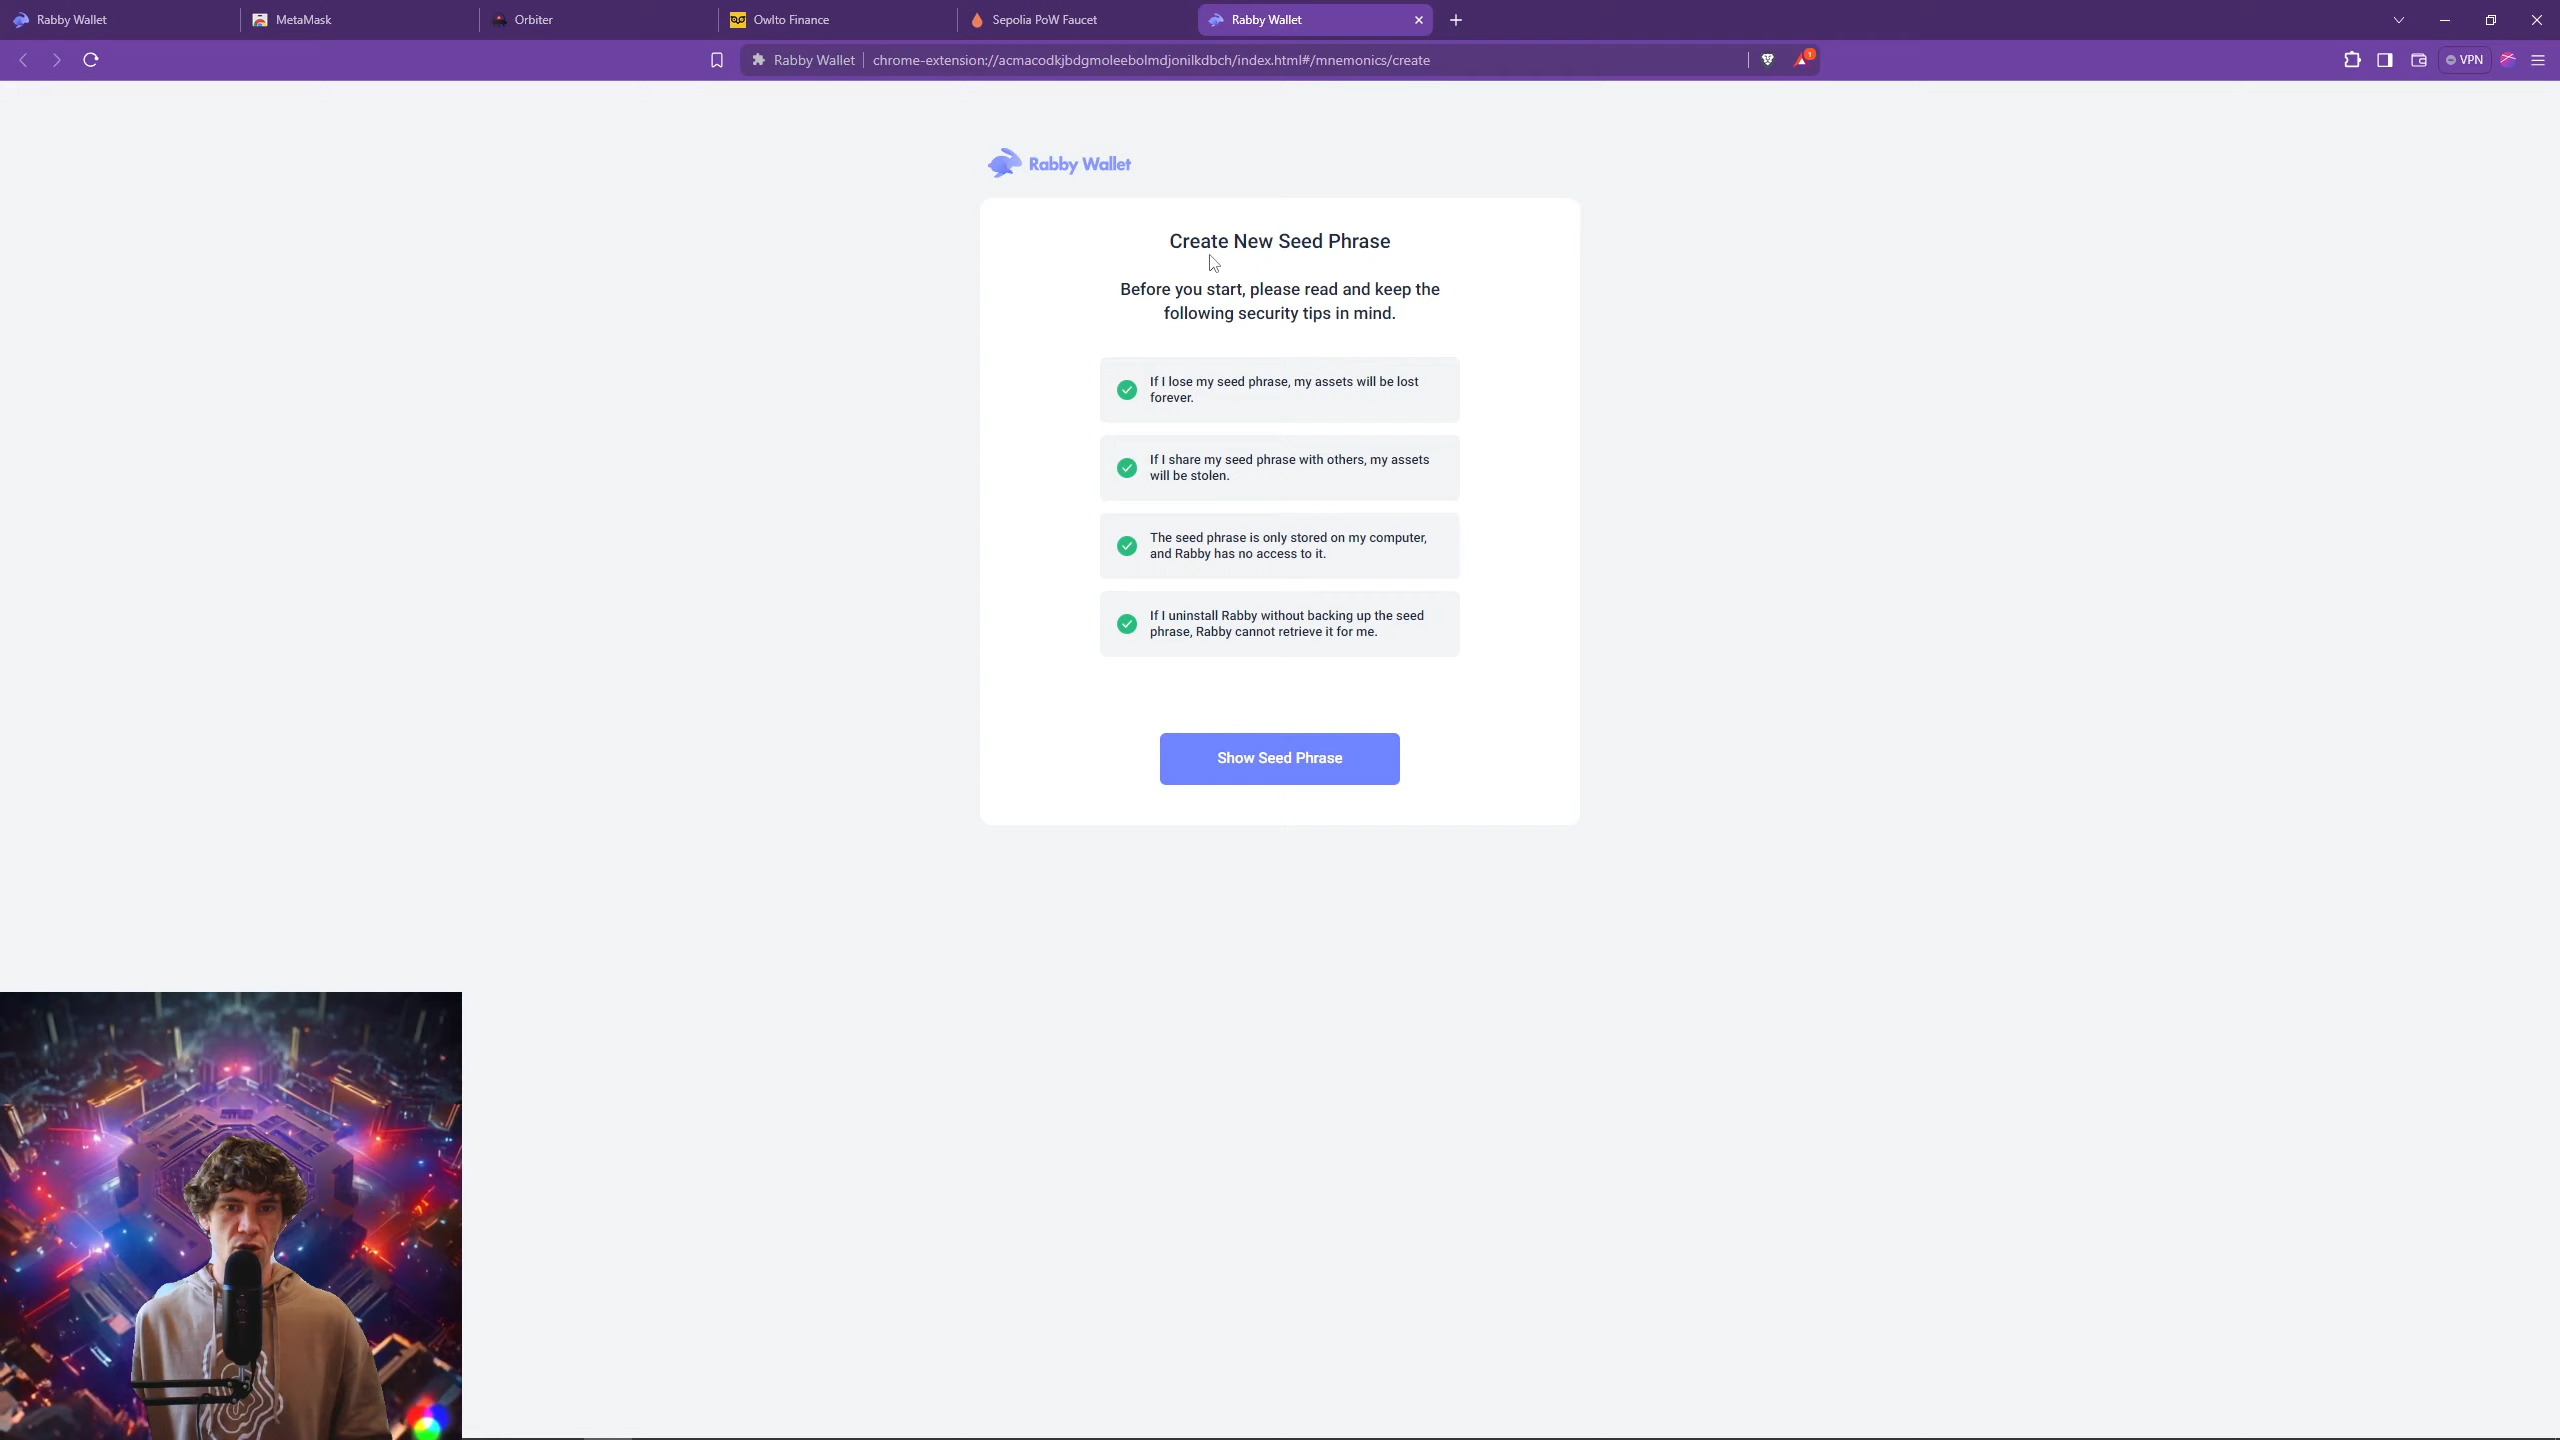 Rabby Wallet
MetaMask
Orbiter
Owlto Finance
Sepolia PoW Faucet
Rabby Wallet
Rabby Wallet
chrome-extension://acmacodkjbdgmoleebolmdjonilkdbch/index.html#/mnemonics/create
1
VPN
Rabby Wallet
Create New Seed Phrase
Before you start, please read and keep the
following security tips in mind.
If I lose my seed phrase, my assets will be lost
forever.
If I share my seed phrase with others, my assets
will be stolen.
The seed phrase is only stored on my computer,
and Rabby has no access to it.
If I uninstall Rabby without backing up the seed
phrase, Rabby cannot retrieve it for me.
Show Seed Phrase